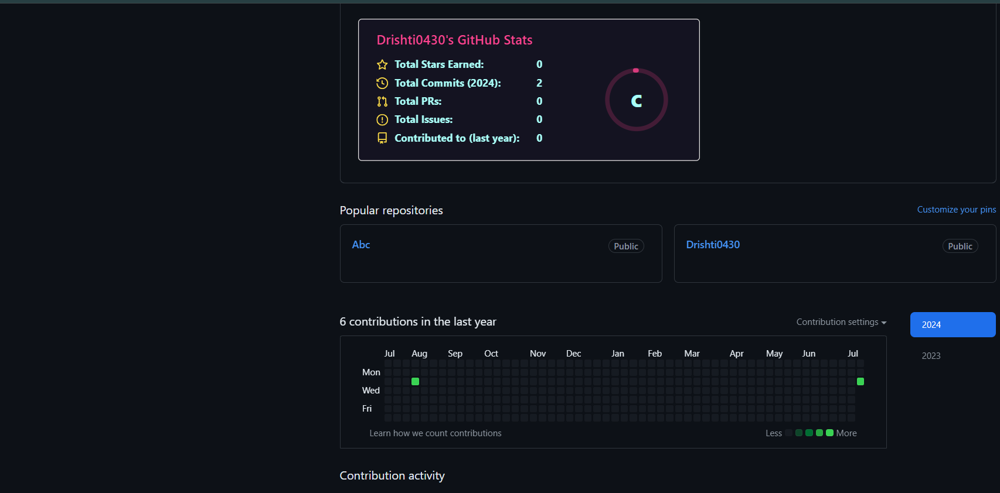 Drishti0430's GitHub Stats
Total Stars Earned: 0
Total Commits (2024): 2
Total PRs: 0
Total Issues: 0
Contributed to (last year): 0
C
Popular repositories Customize your pins
Abc Public Drishti0430 Public
6 contributions in the last year Contribution settings 2024
2023
Jul Aug Sep Oct Nov Dec Jan Feb Mar Apr May Jun Jul
Mon
Wed
Fri
Learn how we count contributions Less More
Contribution activity